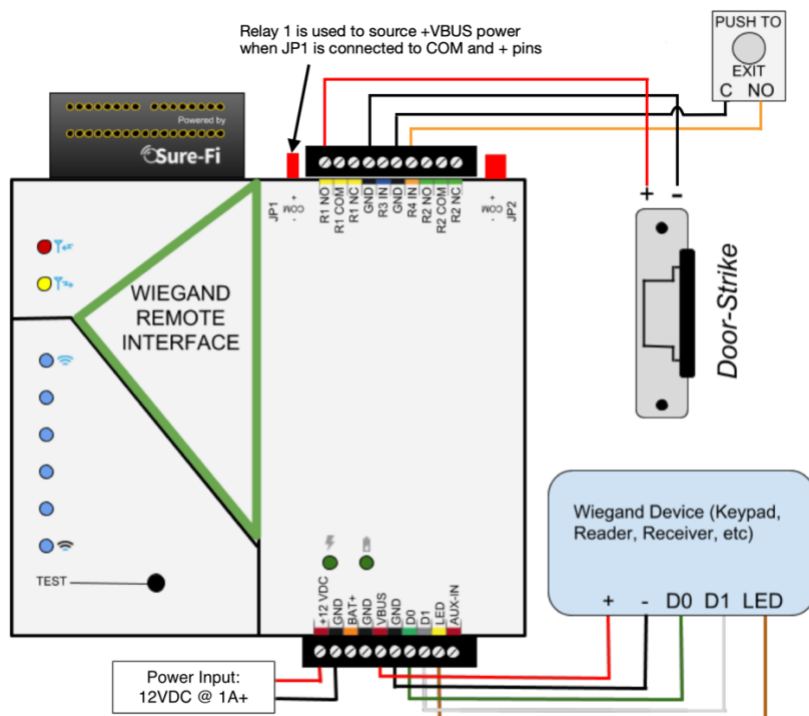 Relay 1 is used to source +VBUS power
when JP1 is connected to COM and + pins
PUSH TO
EXIT
C NO
Powered by
Sure-Fi
JP1
- COM +
R1 NO
R1 COM
R1 NC
GND
R3 IN
GND
R4 IN
R2 NO
R2 COM
R2 NC
- COM +
JP2
+ -
Door-Strike
WIEGAND
REMOTE
INTERFACE
TEST
+12 VDC
GND
BAT+
GND
VBUS
GND
D0
D1
LED
AUX-IN
Wiegand Device (Keypad,
Reader, Receiver, etc)
+ - D0 D1 LED
Power Input:
12VDC @ 1A+